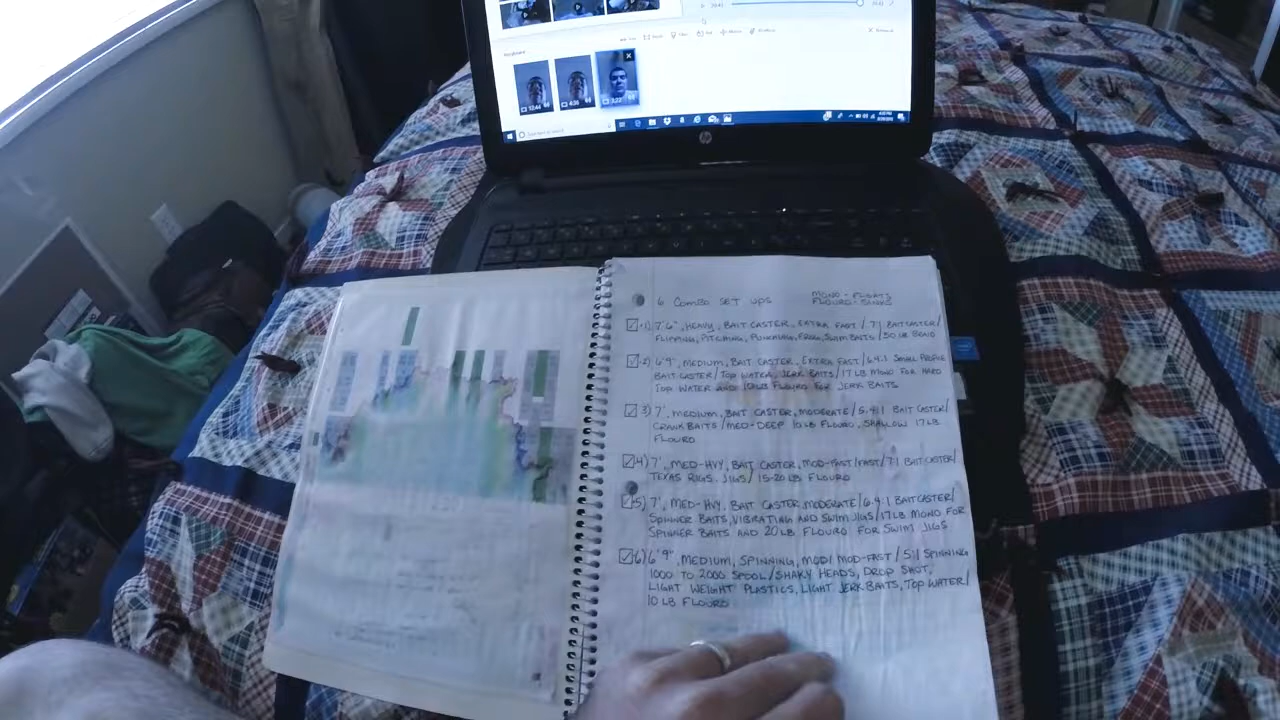 6 COMBO SET UPS
MONO - FLOATS
FLOURO - SINKS
1) 7'6", HEAVY, BAIT CASTER, EXTRA FAST / 7:1 BAITCASTER /
FLIPPING, PITCHING, PUNCHING, FROG, SWIM BAITS / 50 LB BOND
2) 6'9", MEDIUM, BAIT CASTER, EXTRA FAST / 6.4:1 SMALL PROFILE
BAIT CASTER / TOP WATER, JERK BAITS / 17 LB MONO FOR HARD
TOP WATER AND 10 LB FLOURO FOR JERK BAITS
3) 7', MEDIUM, BAIT CASTER, MODERATE / 5.4:1 BAIT CASTER /
CRANK BAITS / MED-DEEP 10 LB FLOURO, SHALLOW 17 LB
FLOURO
4) 7', MED-HVY, BAIT CASTER, MOD-FAST/FAST / 7:1 BAITCASTER /
TEXAS RIGS, JIGS / 15-20 LB FLOURO
5) 7', MED-HVY, BAIT CASTER, MODERATE / 6.4:1 BAITCASTER /
SPINNER BAITS, VIBRATING AND SWIM JIGS / 17 LB MONO FOR
SPINNER BAITS AND 20 LB FLOURO FOR SWIM JIGS
6) 6'9", MEDIUM, SPINNING, MOD/ MOD-FAST / 5:1 SPINNING
1000 TO 2000 SPOOL / SHAKY HEADS, DROP SHOT,
LIGHT WEIGHT PLASTICS, LIGHT JERK BAITS, TOP WATER /
10 LB FLOURO